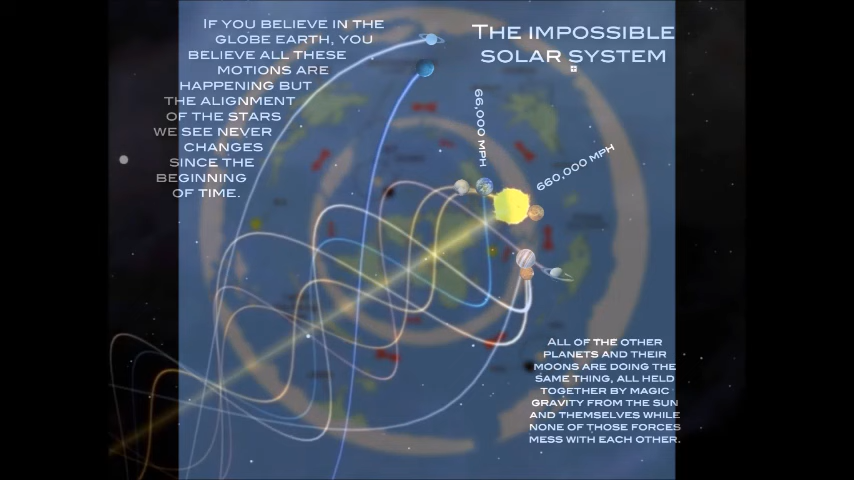 IF YOU BELIEVE IN THE
GLOBE EARTH, YOU
BELIEVE ALL THESE
MOTIONS ARE
HAPPENING BUT
THE ALIGNMENT
OF THE STARS
WE SEE NEVER
CHANGES
SINCE THE
BEGINNING
OF TIME.
THE IMPOSSIBLE
SOLAR SYSTEM
66,000 MPH
660,000 MPH
ALL OF THE OTHER
PLANETS AND THEIR
MOONS ARE DOING THE
SAME THING, ALL HELD
TOGETHER BY MAGIC
GRAVITY FROM THE SUN
AND THEMSELVES WHILE
NONE OF THOSE FORCES
MESS WITH EACH OTHER.